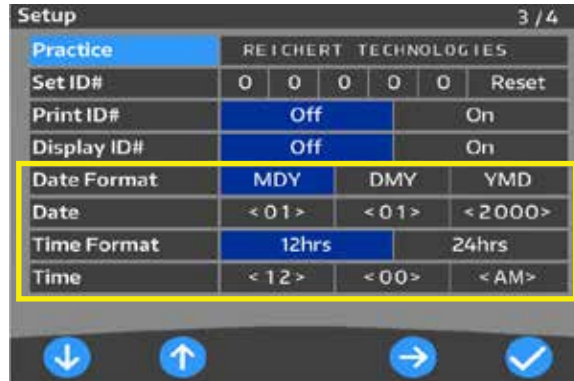 Setup 3/4
Practice REICHERT TECHNOLOGIES
Set ID# 0 0 0 0 0 Reset
Print ID# Off On
Display ID# Off On
Date Format MDY DMY YMD
Date <01> <01> <2000>
Time Format 12hrs 24hrs
Time <12> <00> <AM>